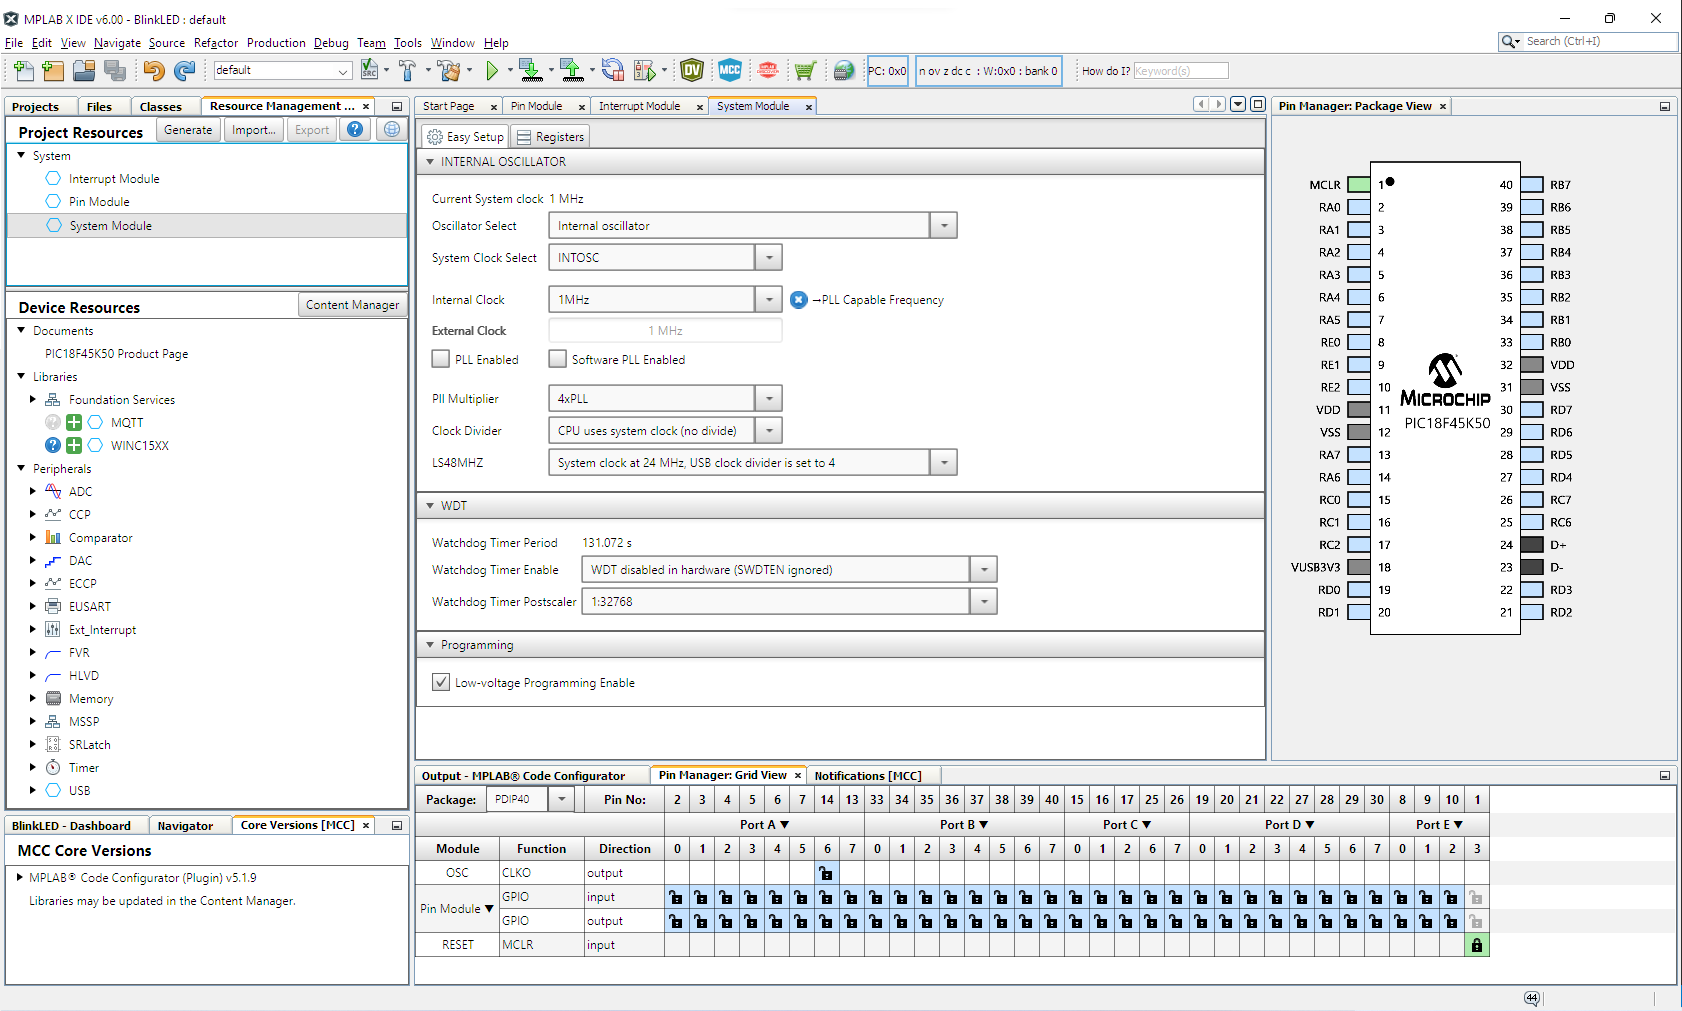 MPLAB X IDE v6.00 - BlinkLED : default
File Edit View Navigate Source Refactor Production Debug Team Tools Window Help
Search (Ctrl+I)
default
SRC
DV
MCC
PC: 0x0
n ov z dc c : W:0x0 : bank 0
How do I?
Keyword(s)
Projects Files Classes Resource Management ... ×
Project Resources Generate Import... Export
System
Interrupt Module
Pin Module
System Module
Device Resources Content Manager
Documents
PIC18F45K50 Product Page
Libraries
Foundation Services
MQTT
WINC15XX
Peripherals
ADC
CCP
Comparator
DAC
ECCP
EUSART
Ext_Interrupt
FVR
HLVD
Memory
MSSP
SRLatch
Timer
USB
BlinkLED - Dashboard Navigator Core Versions [MCC] ×
MCC Core Versions
MPLAB® Code Configurator (Plugin) v5.1.9
Libraries may be updated in the Content Manager.
Start Page × Pin Module × Interrupt Module × System Module ×
Easy Setup Registers
INTERNAL OSCILLATOR
Current System clock 1 MHz
Oscillator Select Internal oscillator
System Clock Select INTOSC
Internal Clock 1MHz →PLL Capable Frequency
External Clock 1 MHz
PLL Enabled Software PLL Enabled
Pll Multiplier 4xPLL
Clock Divider CPU uses system clock (no divide)
LS48MHZ System clock at 24 MHz, USB clock divider is set to 4
WDT
Watchdog Timer Period 131.072 s
Watchdog Timer Enable WDT disabled in hardware (SWDTEN ignored)
Watchdog Timer Postscaler 1:32768
Programming
Low-voltage Programming Enable
Pin Manager: Package View ×
MCLR 1 40 RB7
RA0 2 39 RB6
RA1 3 38 RB5
RA2 4 37 RB4
RA3 5 36 RB3
RA4 6 35 RB2
RA5 7 34 RB1
RE0 8 33 RB0
RE1 9 32 VDD
RE2 10 31 VSS
MICROCHIP
VDD 11 30 RD7
PIC18F45K50
VSS 12 29 RD6
RA7 13 28 RD5
RA6 14 27 RD4
RC0 15 26 RC7
RC1 16 25 RC6
RC2 17 24 D+
VUSB3V3 18 23 D-
RD0 19 22 RD3
RD1 20 21 RD2
Output - MPLAB® Code Configurator Pin Manager: Grid View × Notifications [MCC]
Package: PDIP40 Pin No: 2 3 4 5 6 7 14 13 33 34 35 36 37 38 39 40 15 16 17 25 26 19 20 21 22 27 28 29 30 8 9 10 1
Port A ▼ Port B ▼ Port C ▼ Port D ▼ Port E ▼
Module Function Direction 0 1 2 3 4 5 6 7 0 1 2 3 4 5 6 7 0 1 2 6 7 0 1 2 3 4 5 6 7 0 1 2 3
OSC CLKO output
Pin Module ▼ GPIO input
GPIO output
RESET MCLR input
44